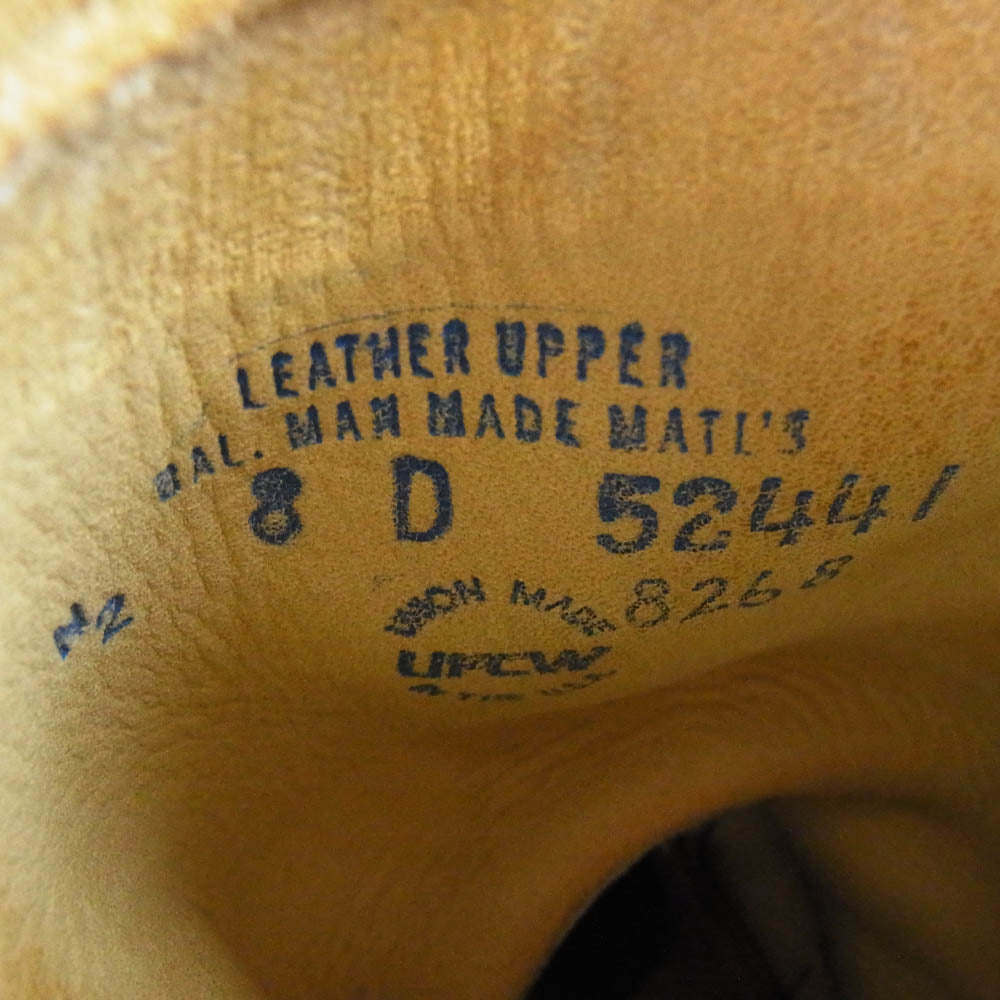 LEATHER UPPER
BAL. MAN MADE MATL'S
8 D 52441
8268
UNION MADE
UFCW